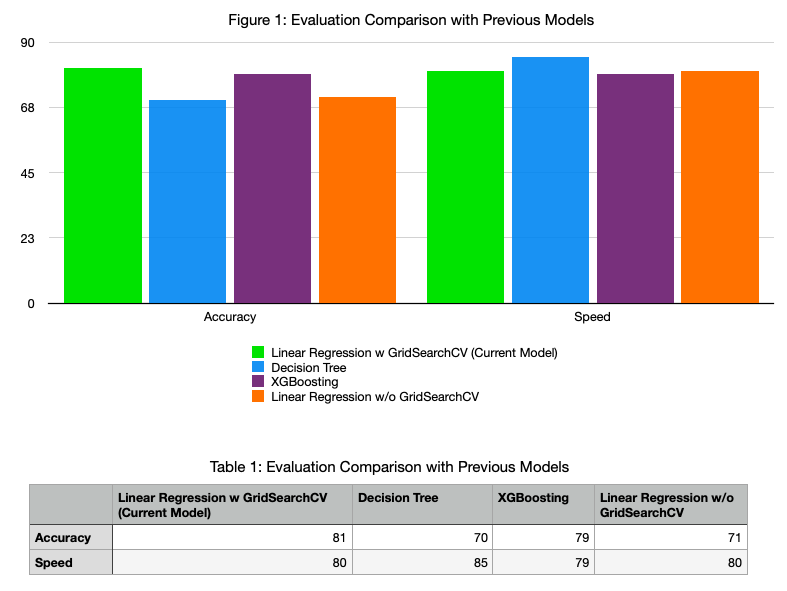 Figure 1: Evaluation Comparison with Previous Models
90
68
45
23
0
Accuracy
Speed
Linear Regression w GridSearchCV (Current Model)
Decision Tree
XGBoosting
Linear Regression w/o GridSearchCV
Table 1: Evaluation Comparison with Previous Models
Linear Regression w GridSearchCV
(Current Model)
Decision Tree
XGBoosting
Linear Regression w/o
GridSearchCV
Accuracy 81 70 79 71
Speed 80 85 79 80